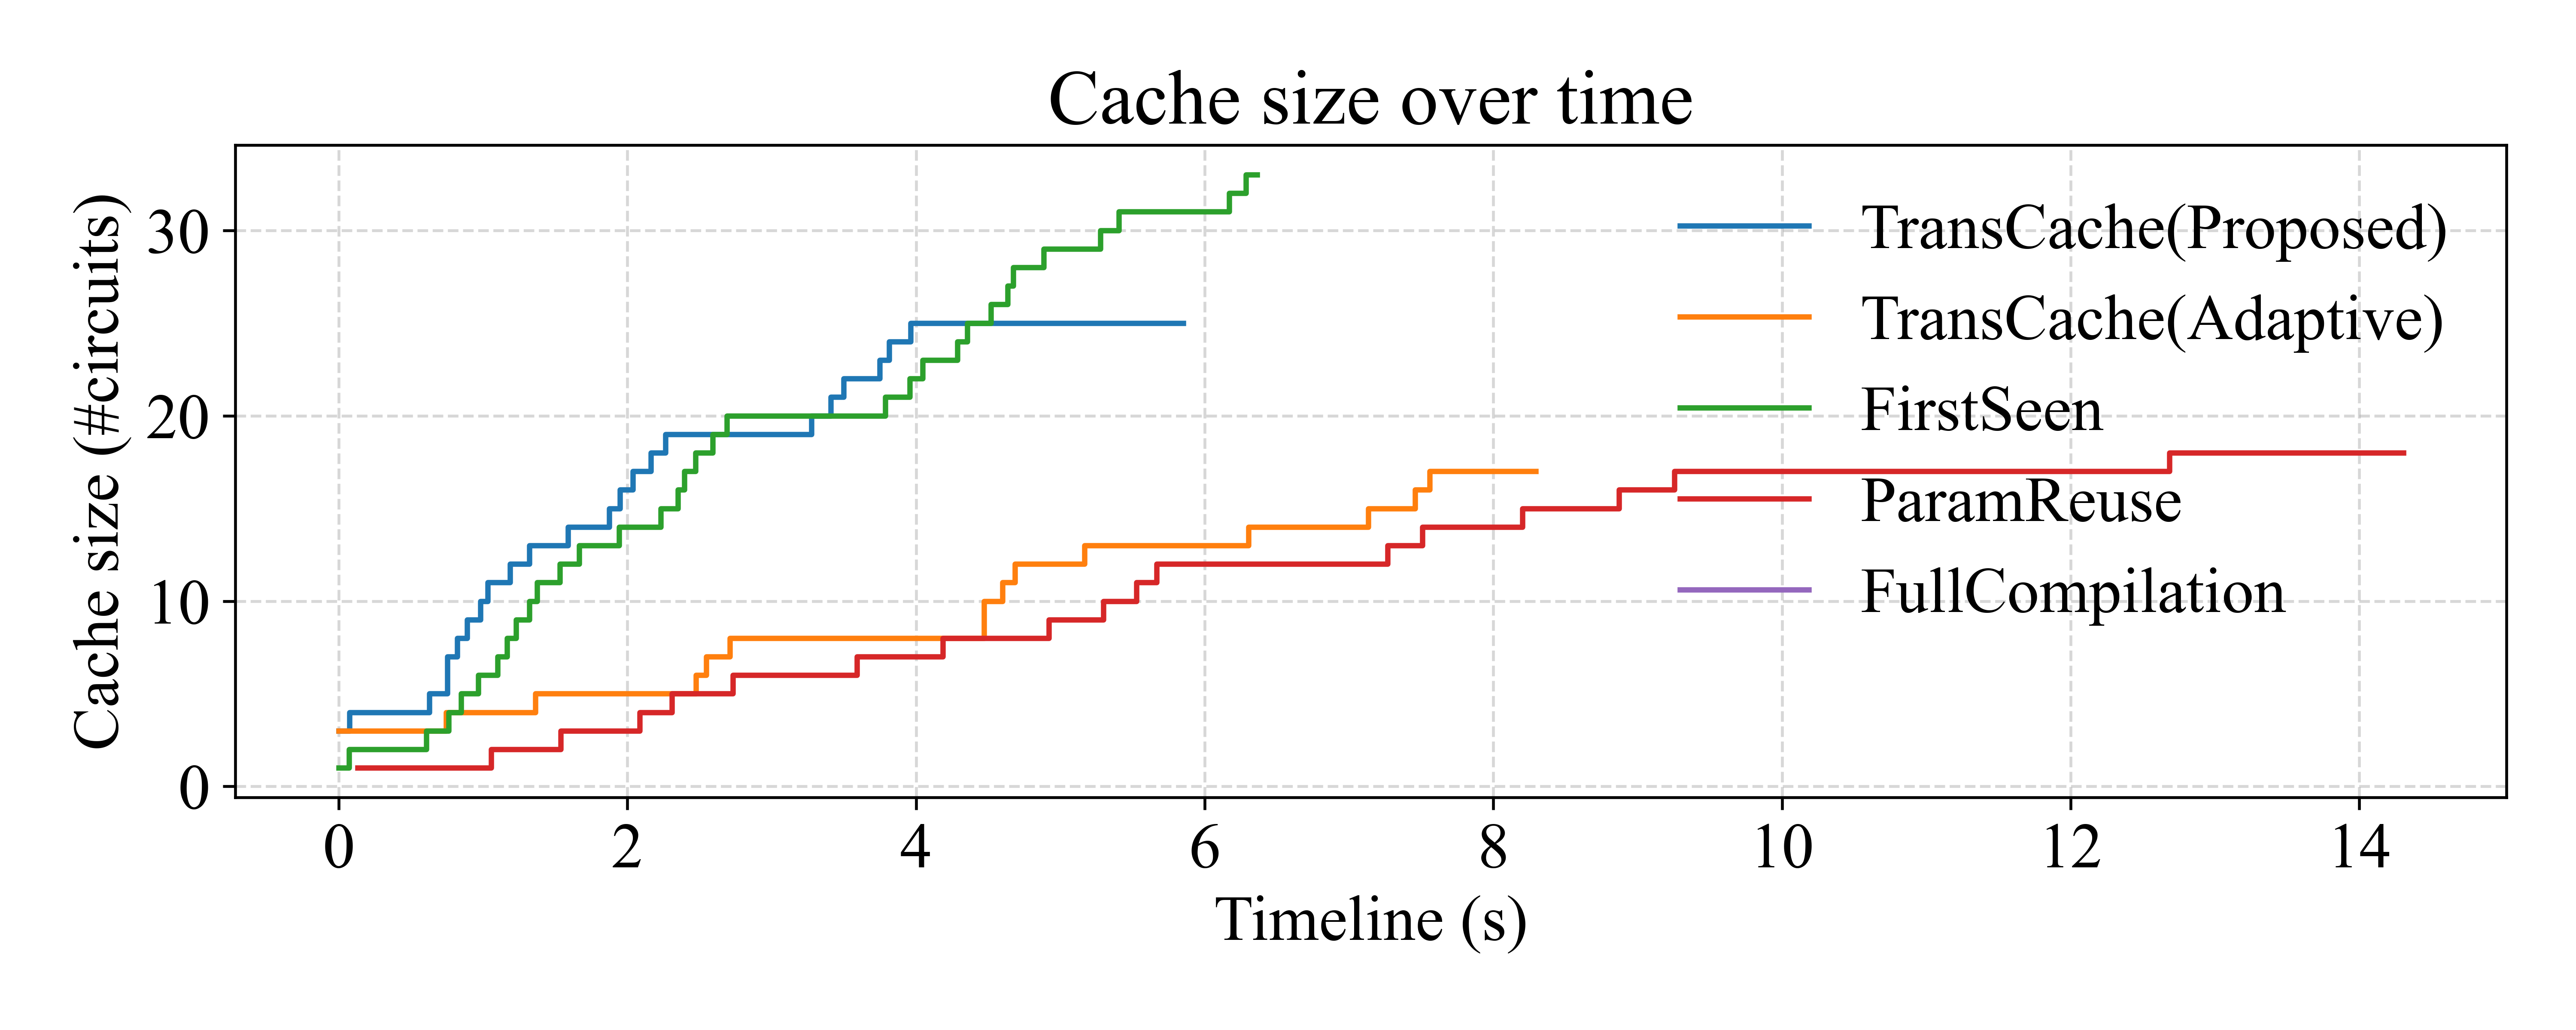 Cache size over time
Cache size (#circuits)
30
20
10
0
0 2 4 6 8 10 12 14
Timeline (s)
TransCache(Proposed)
TransCache(Adaptive)
FirstSeen
ParamReuse
FullCompilation